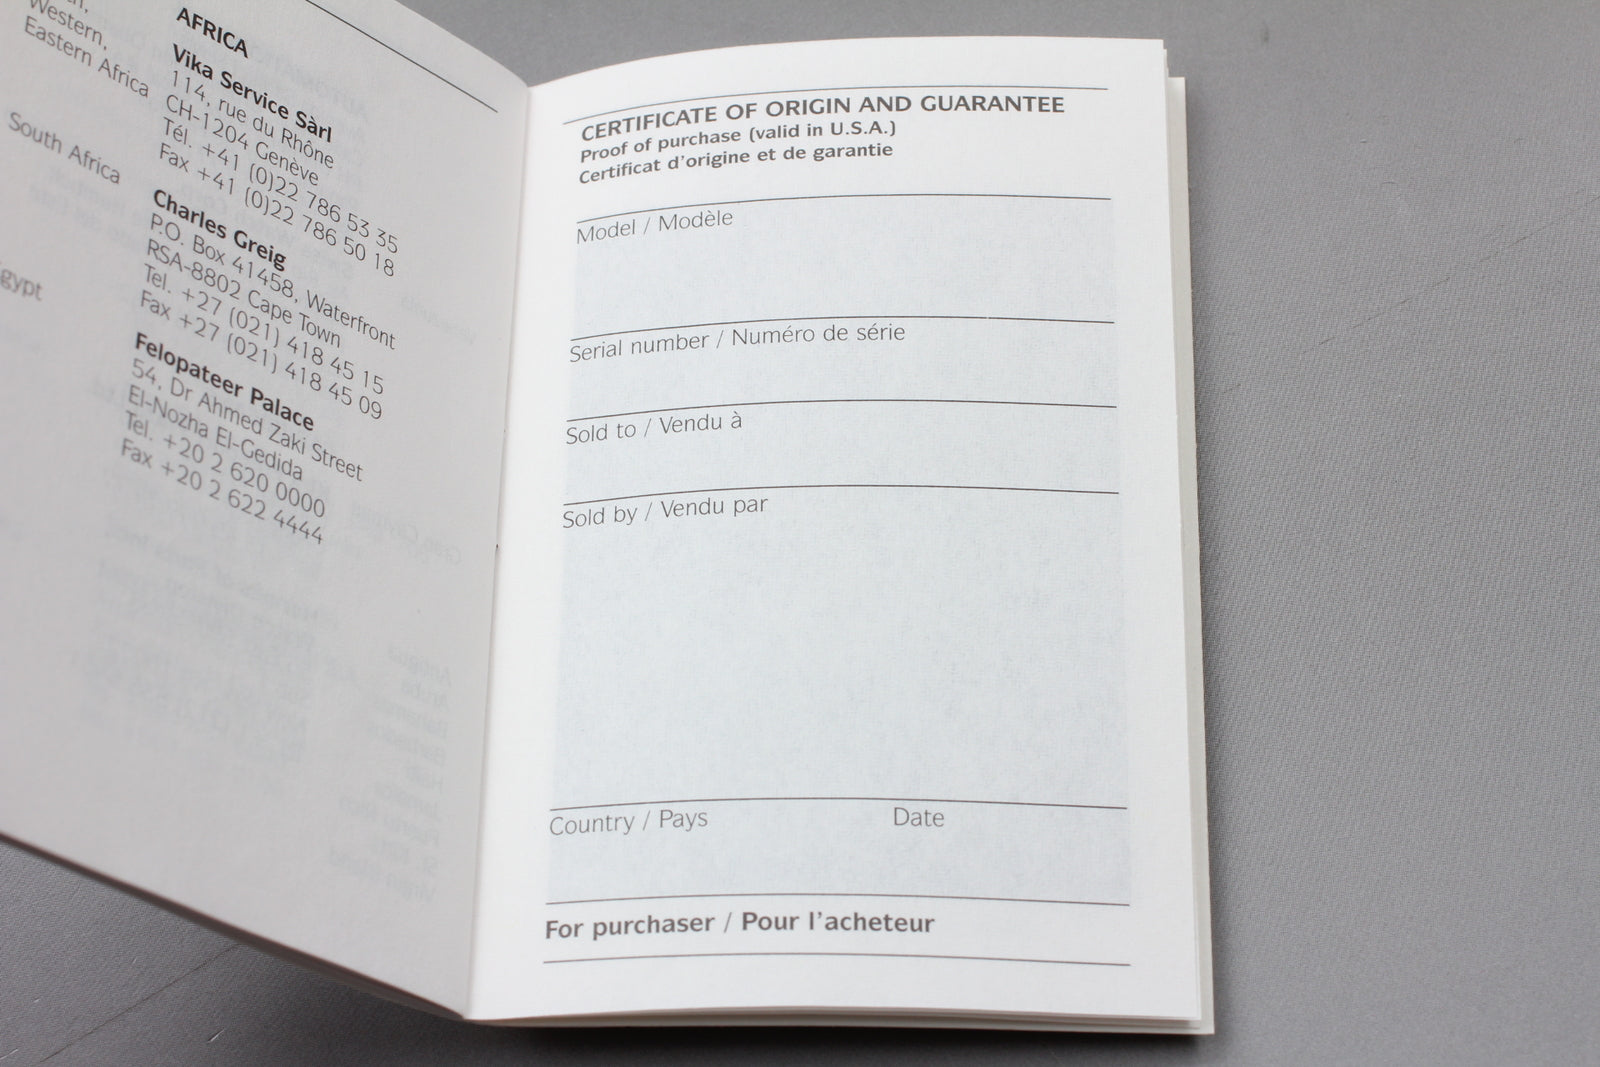 Western,
Eastern Africa
South Africa
AFRICA
Vika Service Sàrl
114, rue du Rhône
CH-1204 Genève
Tél. +41 (0)22 786 53 35
Fax +41 (0)22 786 50 18
Charles Greig
P.O. Box 41458, Waterfront
RSA-8802 Cape Town
Tel. +27 (021) 418 45 15
Fax +27 (021) 418 45 09
Felopateer Palace
54, Dr Ahmed Zaki Street
El-Nozha El-Gedida
Tel. +20 2 620 0000
Fax +20 2 622 4444
CERTIFICATE OF ORIGIN AND GUARANTEE
Proof of purchase (valid in U.S.A.)
Certificat d'origine et de garantie
Model / Modèle
Serial number / Numéro de série
Sold to / Vendu à
Sold by / Vendu par
Country / Pays Date
For purchaser / Pour l'acheteur